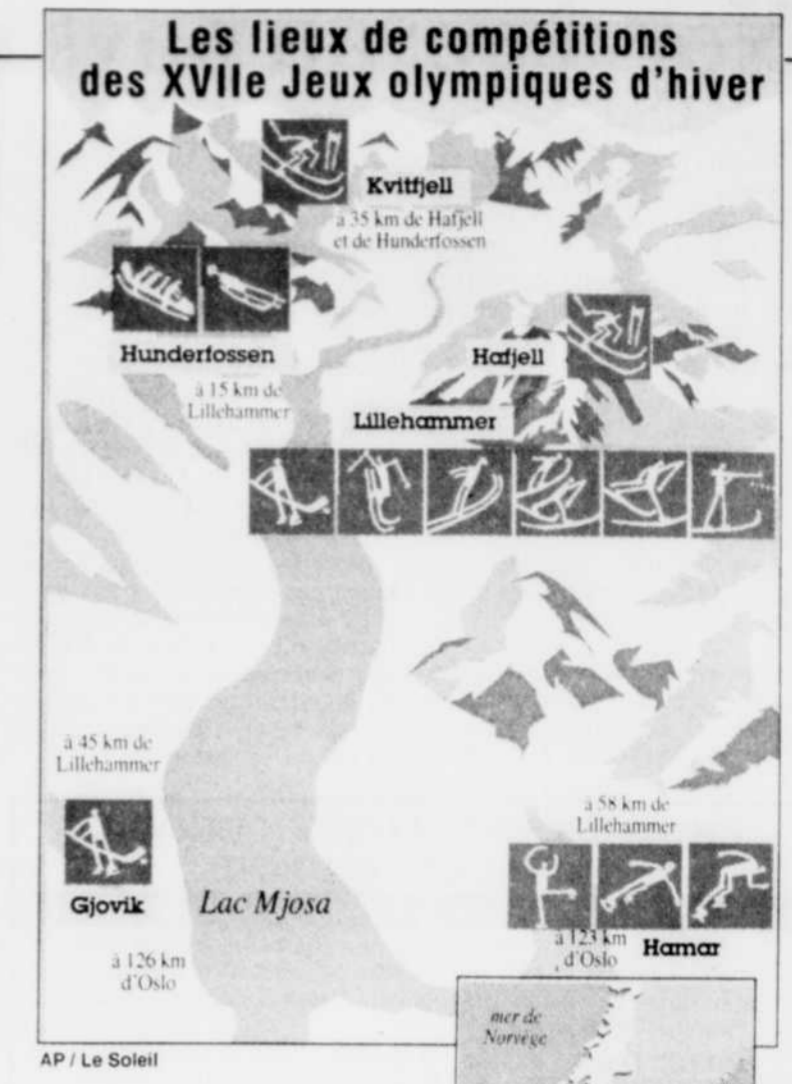 Les lieux de compétitions
des XVIIe Jeux olympiques d'hiver
Kvitfjell
à 35 km de Hafjell
et de Hunderfossen
Hunderfossen
à 15 km de
Lillehammer
Hafjell
Lillehammer
à 45 km de
Lillehammer
Gjovik
à 126 km
d'Oslo
Lac Mjosa
à 58 km de
Lillehammer
à 123 km
d'Oslo
Hamar
mer de
Norvège
AP / Le Soleil